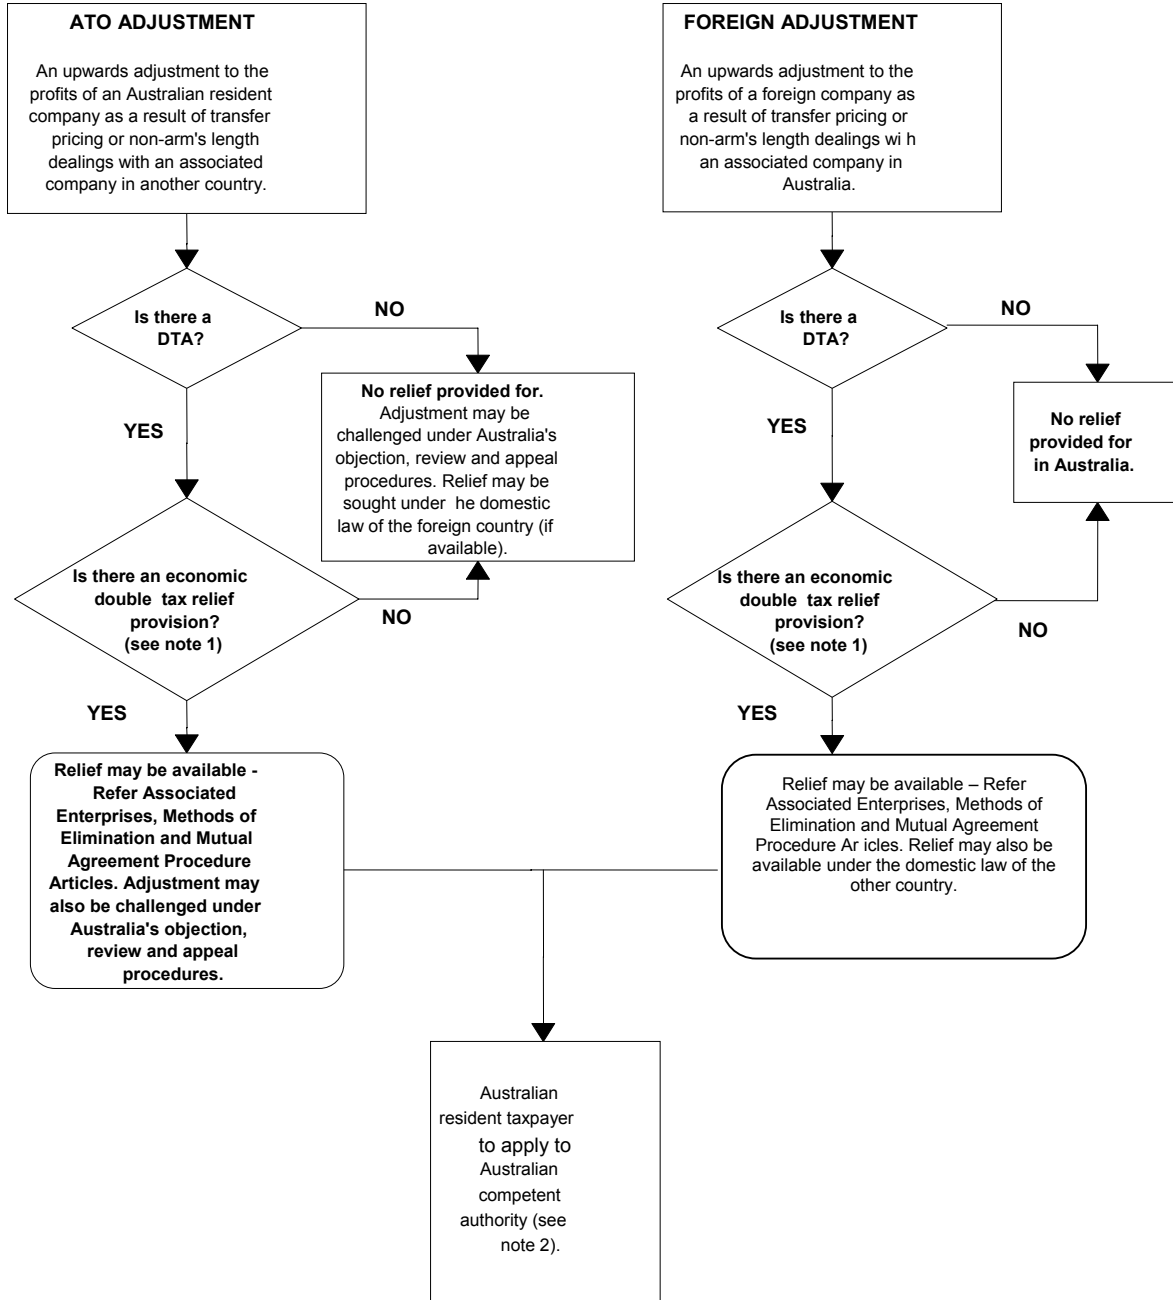 ATO ADJUSTMENT
An upwards adjustment to the
profits of an Australian resident
company as a result of transfer
pricing or non-arm's length
dealings with an associated
company in another country.
FOREIGN ADJUSTMENT
An upwards adjustment to the
profits of a foreign company as
a result of transfer pricing or
non-arm's length dealings wi h
an associated company in
Australia.
Is there a
DTA?
NO
YES
No relief provided for.
Adjustment may be
challenged under Australia's
objection, review and appeal
procedures. Relief may be
sought under he domestic
law of the foreign country (if
available).
Is there a
DTA?
NO
YES
No relief
provided for
in Australia.
Is there an economic
double tax relief
provision?
(see note 1)
NO
YES
Is there an economic
double tax relief
provision?
(see note 1)
NO
YES
Relief may be available -
Refer Associated
Enterprises, Methods of
Elimination and Mutual
Agreement Procedure
Articles. Adjustment may
also be challenged under
Australia's objection,
review and appeal
procedures.
Relief may be available – Refer
Associated Enterprises, Methods of
Elimination and Mutual Agreement
Procedure Ar icles. Relief may also be
available under the domestic law of the
other country.
Australian
resident taxpayer
to apply to
Australian
competent
authority (see
note 2).